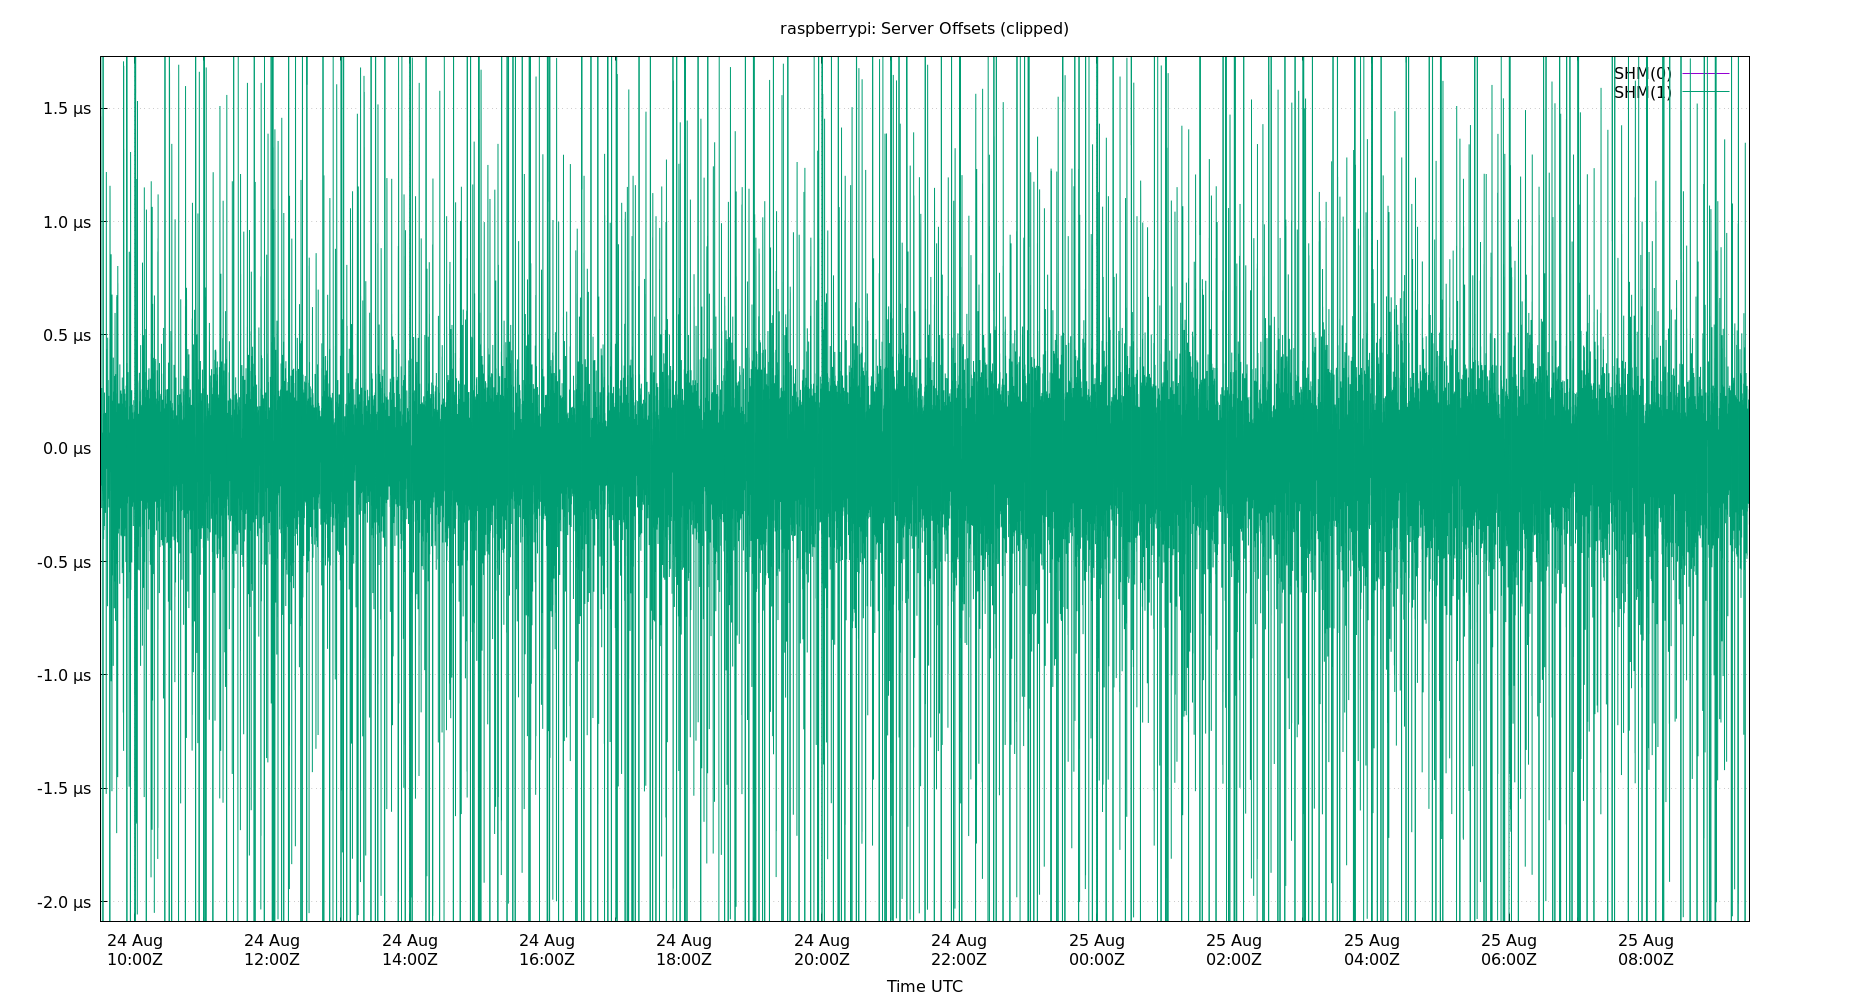 raspberrypi: Server Offsets (clipped)
SHM(0)
SHM(1)
1.5 µs
1.0 µs
0.5 µs
0.0 µs
-0.5 µs
-1.0 µs
-1.5 µs
-2.0 µs
24 Aug 24 Aug 24 Aug 24 Aug 24 Aug 24 Aug 24 Aug 25 Aug 25 Aug 25 Aug 25 Aug 25 Aug
10:00Z 12:00Z 14:00Z 16:00Z 18:00Z 20:00Z 22:00Z 00:00Z 02:00Z 04:00Z 06:00Z 08:00Z
Time UTC